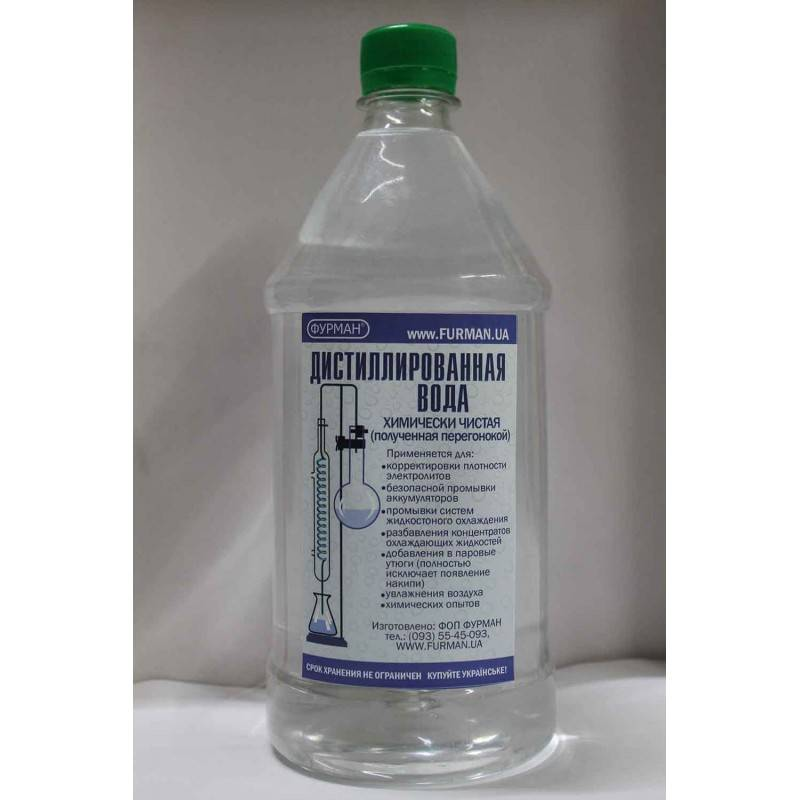 ФУРМАН®
www.FURMAN.UA
ДИСТИЛЛИРОВАННАЯ
ВОДА
ХИМИЧЕСКИ ЧИСТАЯ
(полученная перегонокой)
Применяется для:
•корректировки плотности
электролитов
•безопасной промывки
аккумуляторов
•промывки систем
жидкостоного охлаждения
•разбавления концентратов
охлаждающих жидкостей
•добавления в паровые
утюги (полностью
исключает появление
накипи)
•увлажнения воздуха
•химических опытов
Изготовлено: ФОП ФУРМАН
тел.: (093) 55-45-093,
WWW.FURMAN.UA
СРОК ХРАНЕНИЯ НЕ ОГРАНИЧЕН КУПУЙТЕ УКРАЇНСЬКЕ!